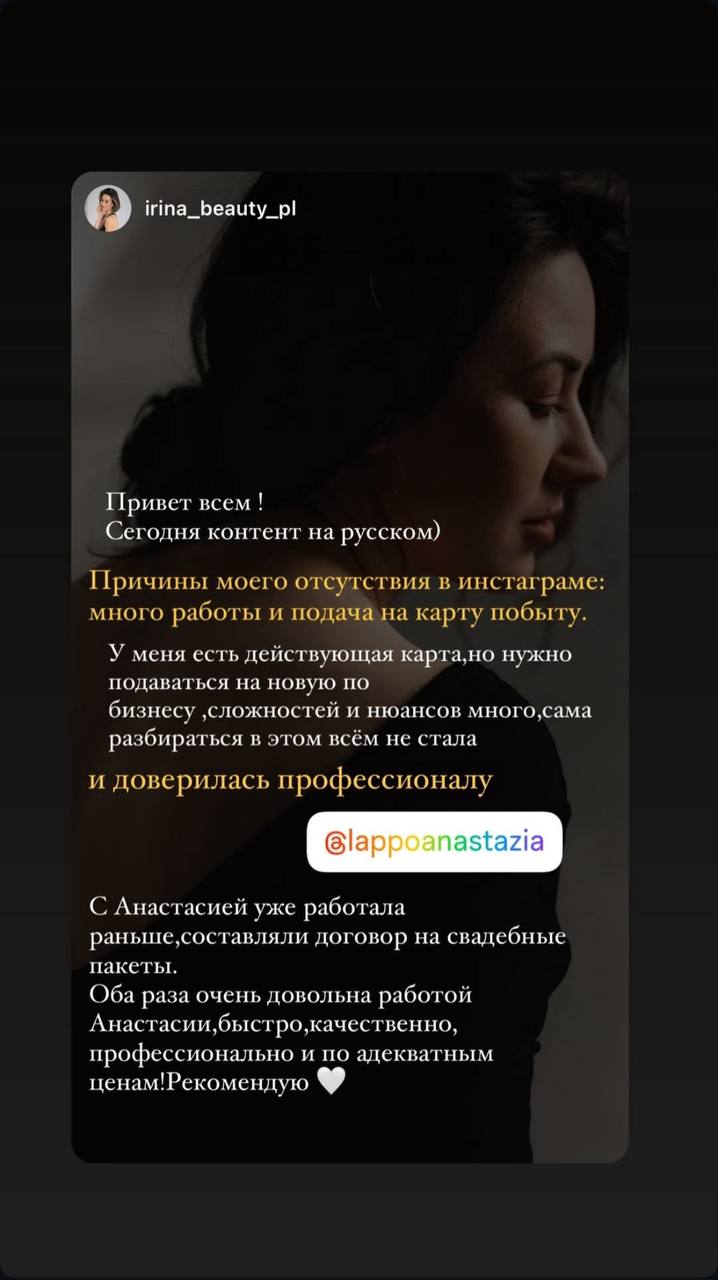 irina_beauty_pl
Привет всем !
Сегодня контент на русском)
Причины моего отсутствия в инстаграме:
много работы и подача на карту побыту.
У меня есть действующая карта,но нужно
подаваться на новую по
бизнесу ,сложностей и нюансов много,сама
разбираться в этом всём не стала
и доверилась профессионалу
@lappoanastazia
С Анастасией уже работала
раньше,составляли договор на свадебные
пакеты.
Оба раза очень довольна работой
Анастасии,быстро,качественно,
профессионально и по адекватным
ценам!Рекомендую 🤍